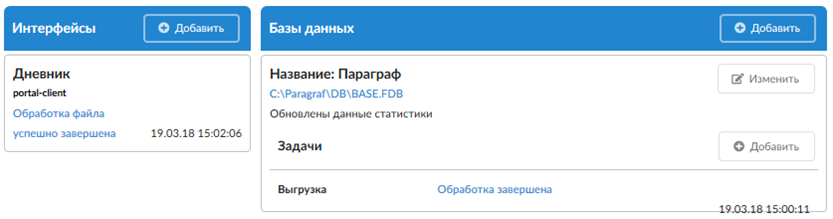 Интерфейсы
Добавить
Дневник
portal-client
Обработка файла
успешно завершена 19.03.18 15:02:06
Базы данных
Добавить
Название: Параграф
Изменить
C:\Paragraf\DB\BASE.FDB
Обновлены данные статистики
Задачи
Добавить
Выгрузка
Обработка завершена
19.03.18 15:00:11